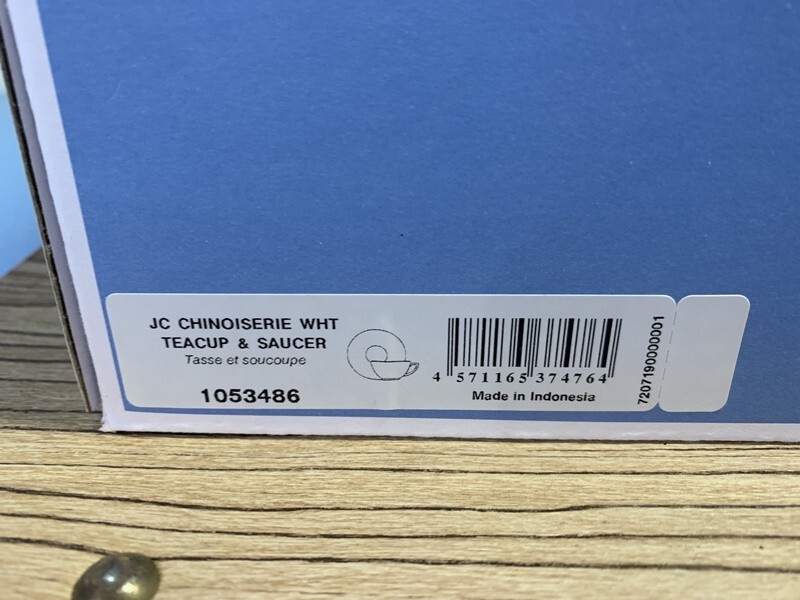 JC CHINOISERIE WHT
TEACUP & SAUCER
Tasse et soucoupe
1053486
4 571165 374764
Made in Indonesia
7207190000001